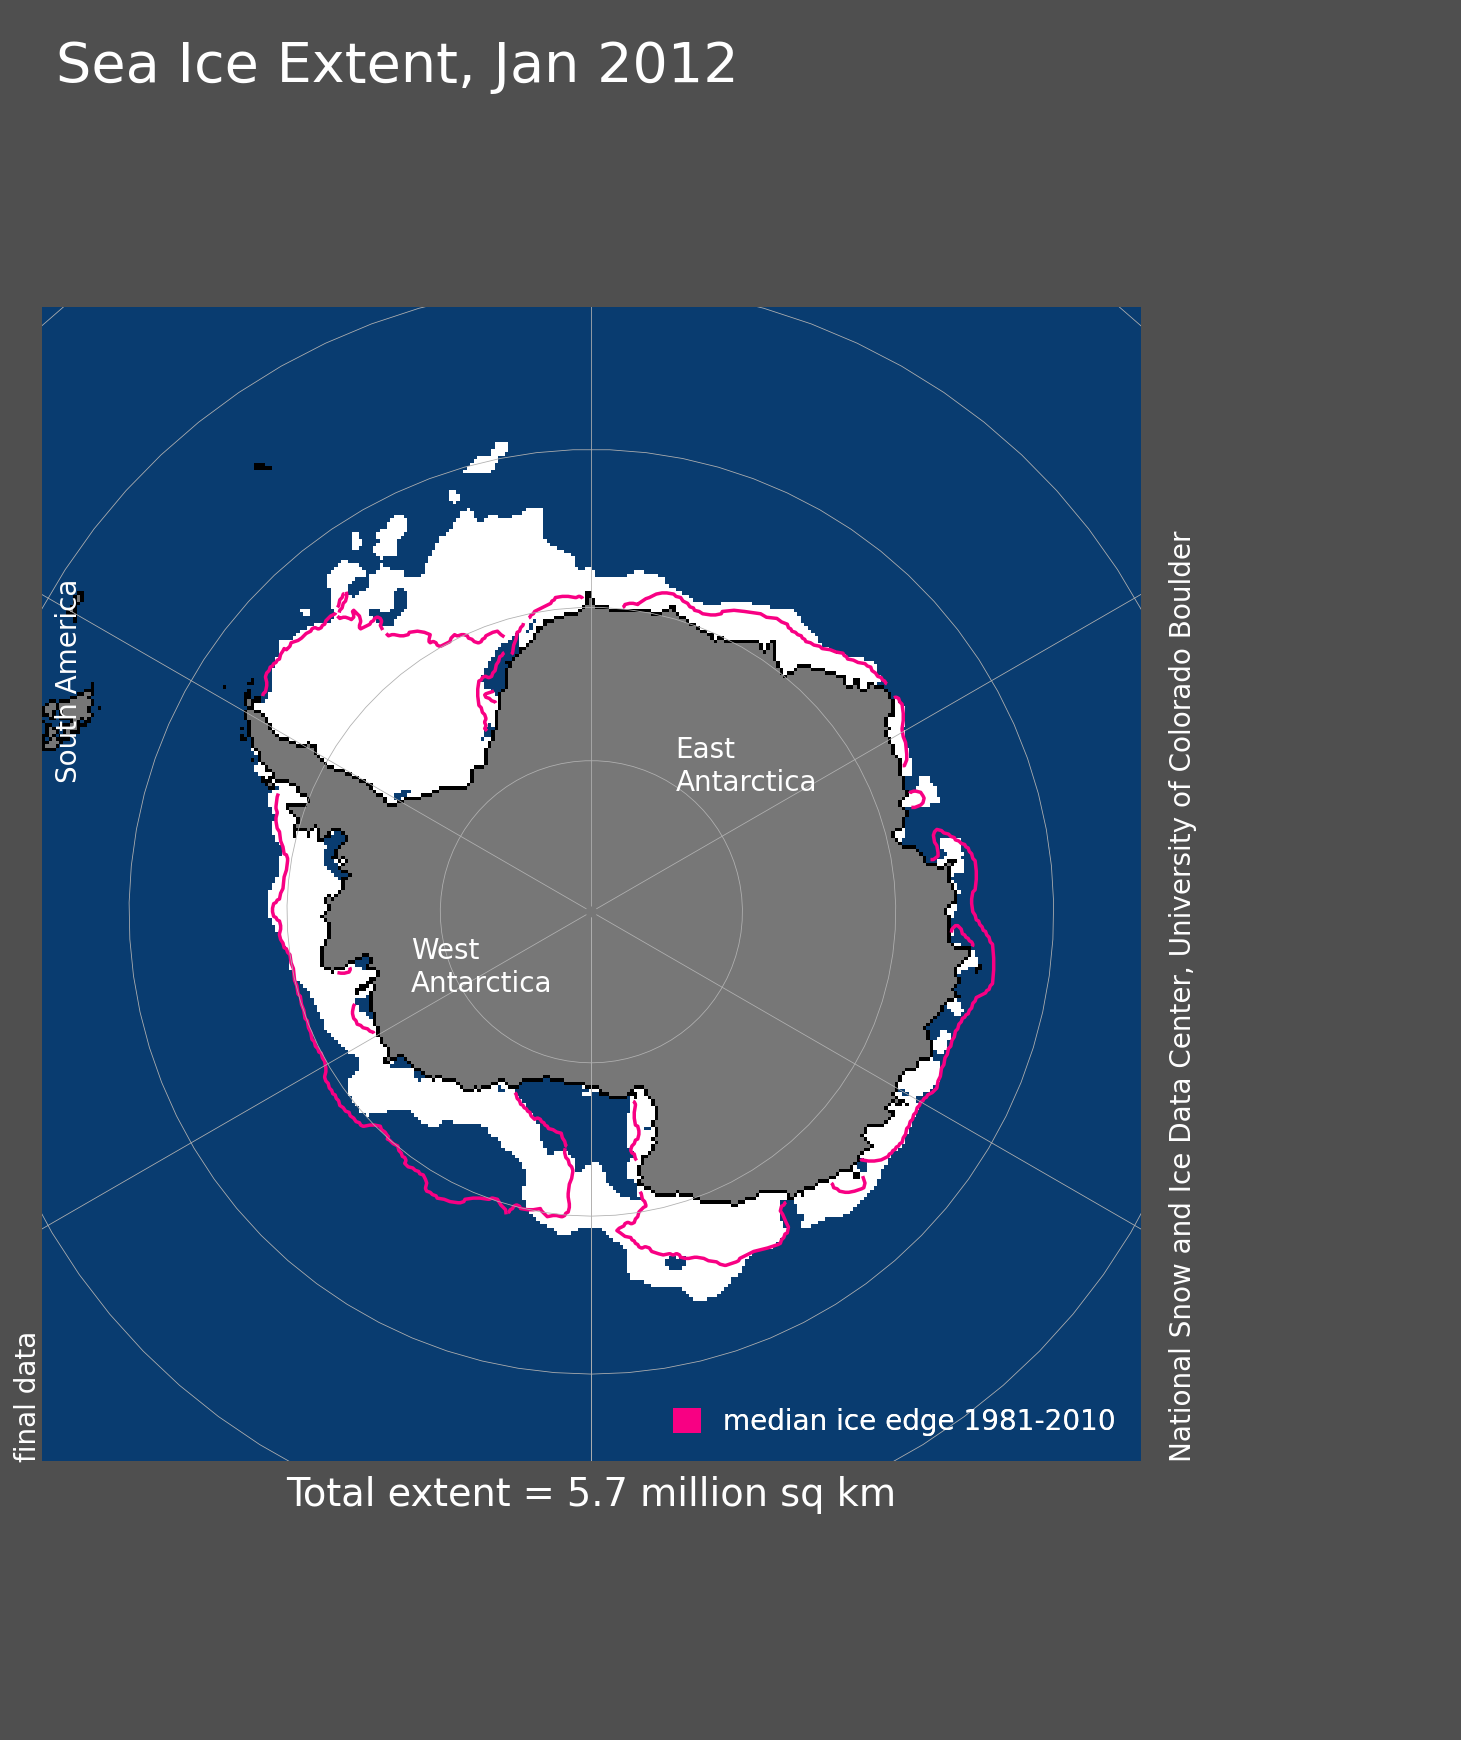 Sea Ice Extent, Jan 2012
South America
East
Antarctica
West
Antarctica
National Snow and Ice Data Center, University of Colorado Boulder
final data
median ice edge 1981-2010
Total extent = 5.7 million sq km